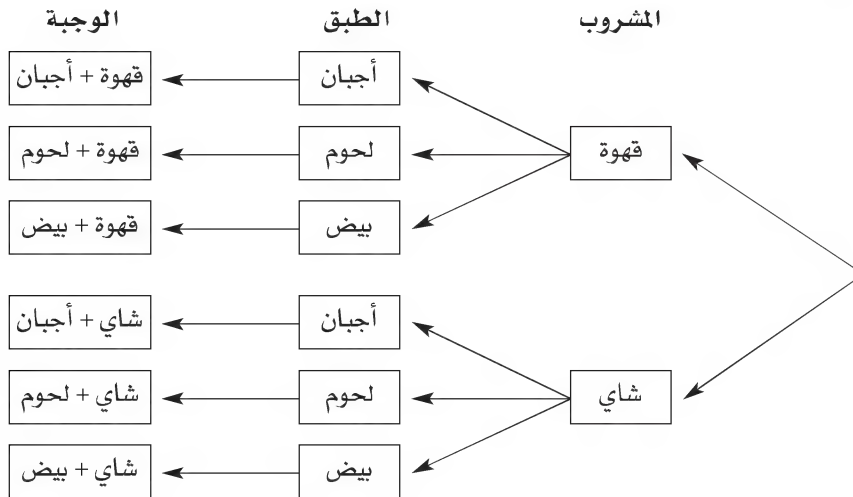 المشروب الطبق الوجبة
أجبان قهوة + أجبان
قهوة لحوم قهوة + لحوم
بيض قهوة + بيض
أجبان شاي + أجبان
شاي لحوم شاي + لحوم
بيض شاي + بيض